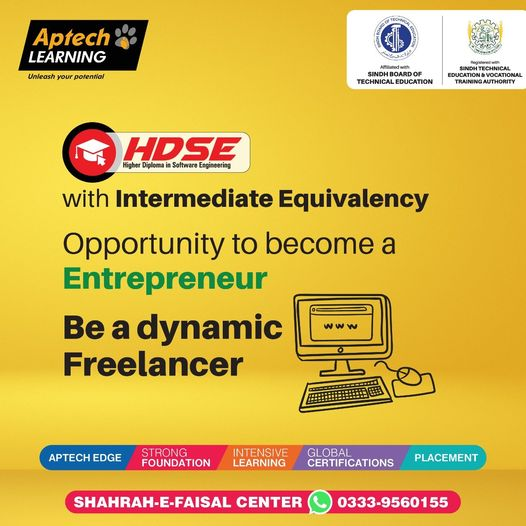 Aptech
LEARNING
Unleash your potential
Affiliated with
SINDH BOARD OF
TECHNICAL EDUCATION
Registered with
SINDH TECHNICAL
EDUCATION & VOCATIONAL
TRAINING AUTHORITY
HDSE
Higher Diploma in Software Engineering
with Intermediate Equivalency
Opportunity to become a
Entrepreneur
Be a dynamic
Freelancer
WWW
APTECH EDGE
STRONG
FOUNDATION
INTENSIVE
LEARNING
GLOBAL
CERTIFICATIONS
PLACEMENT
SHAHRAH-E-FAISAL CENTER 0333-9560155